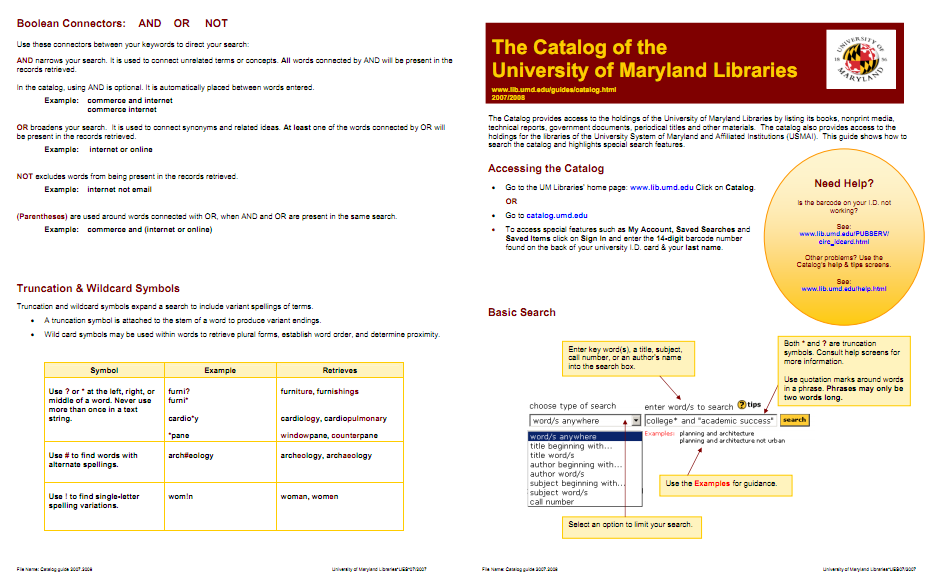 Boolean Connectors: AND OR NOT
Use these connectors between your keywords to direct your search:
AND narrows your search. It is used to connect unrelated terms or concepts. All words connected by AND will be present in the
records retrieved.
In the catalog, using AND is optional. It is automatically placed between words entered.
Example: commerce and internet
commerce internet
OR broadens your search. It is used to connect synonyms and related ideas. At least one of the words connected by OR will
be present in the records retrieved.
Example: internet or online
NOT excludes words from being present in the records retrieved.
Example: internet not email
(Parentheses) are used around words connected with OR, when AND and OR are present in the same search.
Example: commerce and (internet or online)
Truncation & Wildcard Symbols
Truncation and wildcard symbols expand a search to include variant spellings of terms.
• A truncation symbol is attached to the stem of a word to produce variant endings.
• Wild card symbols may be used within words to retrieve plural forms, establish word order, and determine proximity.
Symbol Example Retrieves
Use ? or * at the left, right, or
middle of a word. Never use
more than once in a text
string.
furni?
furni*
furniture, furnishings
cardio*y
cardiology, cardiopulmonary
*pane
windowpane, counterpane
Use # to find words with
alternate spellings.
arch#eology
archeology, archaeology
Use ! to find single-letter
spelling variations.
wom!n
woman, women
File Name: Catalog guide 2007.2008
University of Maryland Libraries*UEB*07/2007
The Catalog of the
University of Maryland Libraries
www.lib.umd.edu/guides/catalog.html
2007/2008
UNIVERSITY OF
18 56
MARYLAND
The Catalog provides access to the holdings of the University of Maryland Libraries by listing its books, nonprint media,
technical reports, government documents, periodical titles and other materials. The catalog also provides access to the
holdings for the libraries of the University System of Maryland and Affiliated Institutions (USMAI). This guide shows how to
search the catalog and highlights special search features.
Accessing the Catalog
• Go to the UM Libraries' home page: www.lib.umd.edu Click on Catalog.
OR
• Go to catalog.umd.edu
• To access special features such as My Account, Saved Searches and
Saved Items click on Sign in and enter the 14-digit barcode number
found on the back of your university I.D. card & your last name.
Need Help?
Is the barcode on your I.D. not
working?
See:
www.lib.umd.edu/PUBSERV/
circ_idcard.html
Other problems? Use the
Catalog's help & tips screens.
See:
www.lib.umd.edu/help.html
Basic Search
Enter key word(s), a title, subject,
call number, or an author's name
into the search box.
Both * and ? are truncation
symbols. Consult help screens for
more information.
Use quotation marks around words
in a phrase. Phrases may only be
two words long.
choose type of search
enter word/s to search ? tips
word/s anywhere
college* and "academic success"
search
word/s anywhere
title beginning with...
title word/s
author beginning with...
author word/s
subject beginning with...
subject word/s
call number
Examples: planning and architecture
planning and architecture not urban
Use the Examples for guidance.
Select an option to limit your search.
File Name: Catalog guide 2007.2008
University of Maryland Libraries*UEB*07/2007